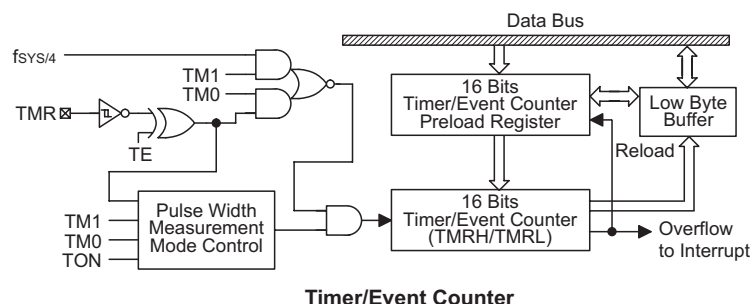 Data Bus
fSYS/4
TM1
TM0
TMR
TE
16 Bits
Timer/Event Counter
Preload Register
Low Byte
Buffer
Reload
TM1
TM0
TON
Pulse Width
Measurement
Mode Control
16 Bits
Timer/Event Counter
(TMRH/TMRL)
Overflow
to Interrupt
Timer/Event Counter